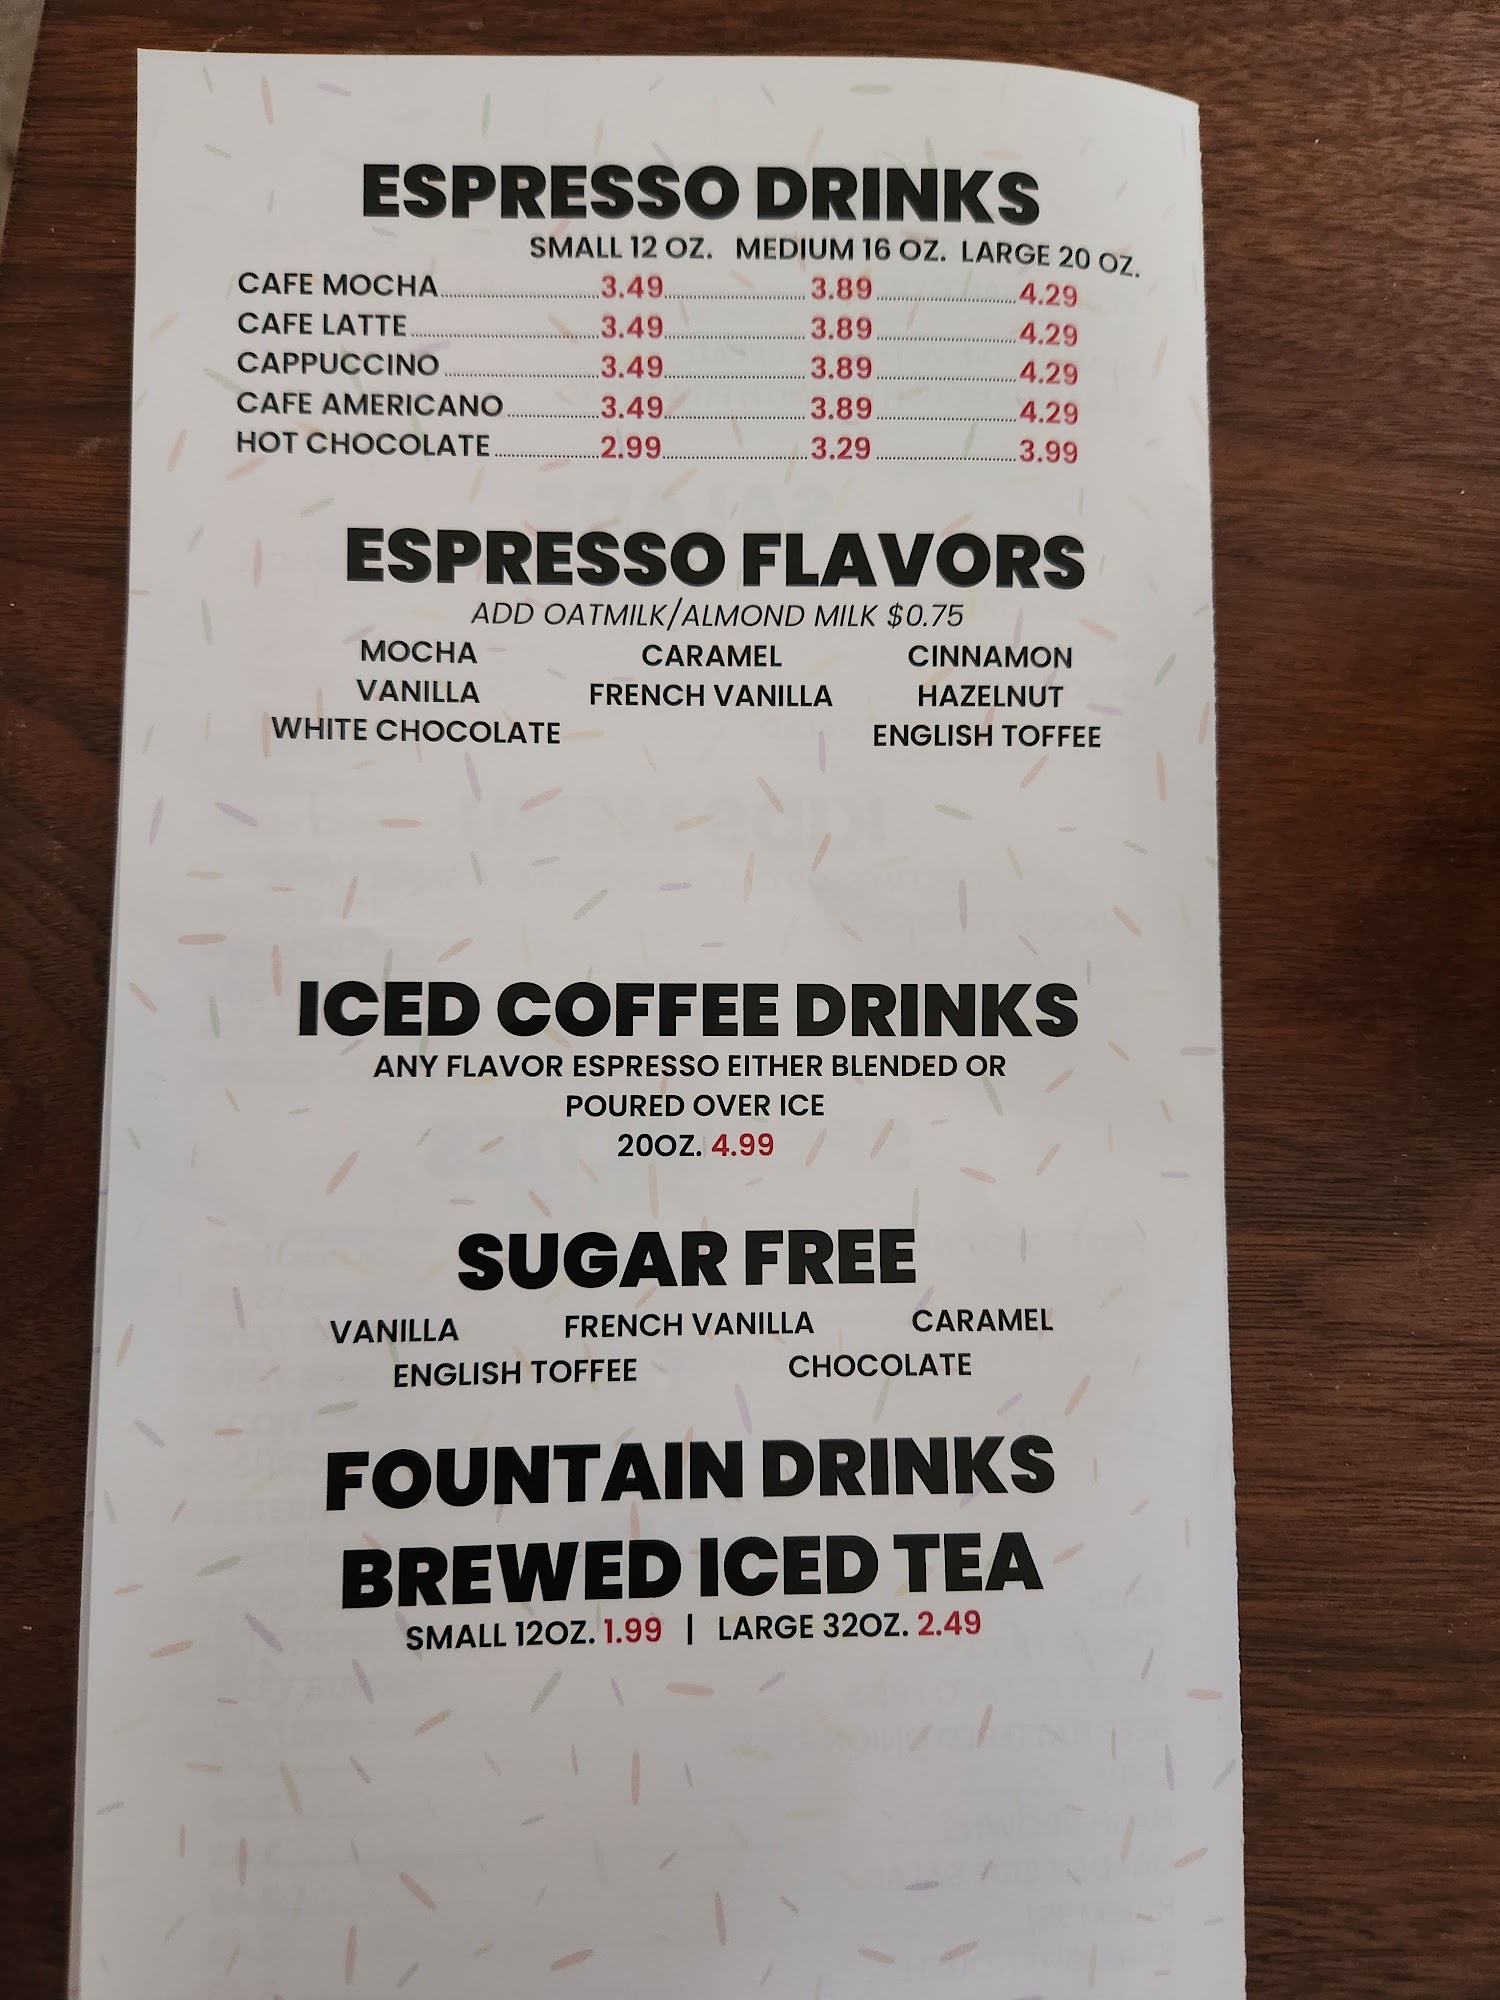 ESPRESSO DRINKS
SMALL 12 OZ. MEDIUM 16 OZ. LARGE 20 OZ.
CAFE MOCHA 3.49 3.89 4.29
CAFE LATTE 3.49 3.89 4.29
CAPPUCCINO 3.49 3.89 4.29
CAFE AMERICANO 3.49 3.89 4.29
HOT CHOCOLATE 2.99 3.29 3.99
ESPRESSO FLAVORS
ADD OATMILK/ALMOND MILK $0.75
MOCHA CARAMEL CINNAMON
VANILLA FRENCH VANILLA HAZELNUT
WHITE CHOCOLATE ENGLISH TOFFEE
ICED COFFEE DRINKS
ANY FLAVOR ESPRESSO EITHER BLENDED OR
POURED OVER ICE
20OZ. 4.99
SUGAR FREE
VANILLA FRENCH VANILLA CARAMEL
ENGLISH TOFFEE CHOCOLATE
FOUNTAIN DRINKS
BREWED ICED TEA
SMALL 12OZ. 1.99 | LARGE 32OZ. 2.49